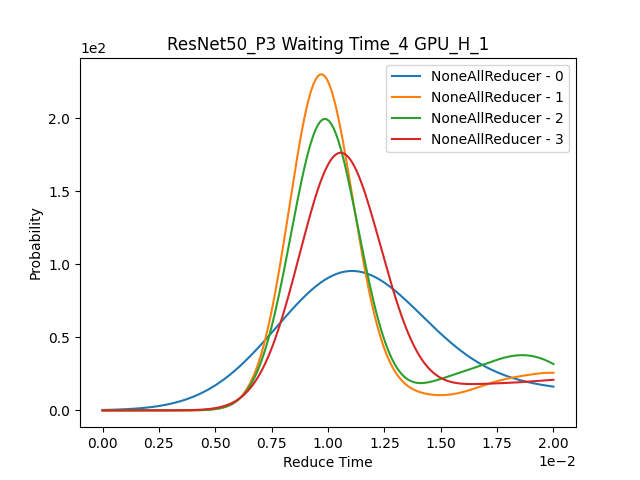 ResNet50_P3 Waiting Time_4 GPU_H_1
1e2
NoneAllReducer - 0
NoneAllReducer - 1
NoneAllReducer - 2
NoneAllReducer - 3
2.0
1.5
1.0
0.5
0.0
Probability
0.00 0.25 0.50 0.75 1.00 1.25 1.50 1.75 2.00
Reduce Time
1e−2